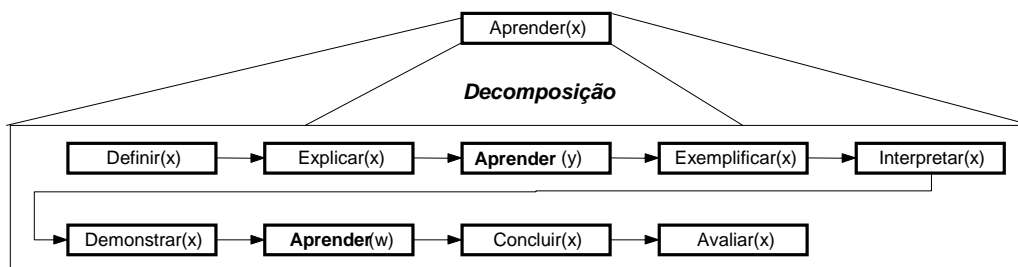 Aprender(x)
Decomposição
Definir(x) Explicar(x) Aprender (y) Exemplificar(x) Interpretar(x)
Demonstrar(x) Aprender(w) Concluir(x) Avaliar(x)